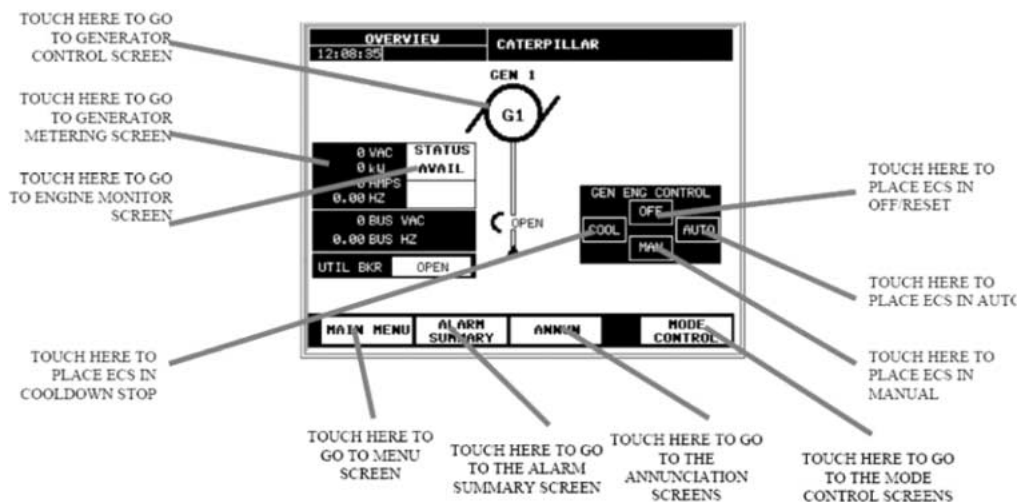 TOUCH HERE TO GO
TO GENERATOR
CONTROL SCREEN
TOUCH HERE TO GO
TO GENERATOR
METERING SCREEN
TOUCH HERE TO GO
TO ENGINE MONITOR
SCREEN
TOUCH HERE TO
PLACE ECS IN
COOLDOWN STOP
OVERVIEW
12:08:35
CATERPILLAR
GEN 1
G1
0 VAC
0 kW
0 AMPS
0.00 HZ
STATUS
AVAIL
0 BUS VAC
0.00 BUS HZ
UTIL BKR OPEN
OPEN
GEN ENG CONTROL
OFF
COOL
AUTO
MAN
MAIN MENU
ALARM
SUMMARY
ANNUN
MODE
CONTROL
TOUCH HERE TO
PLACE ECS IN
OFF/RESET
TOUCH HERE TO
PLACE ECS IN AUTO
TOUCH HERE TO
PLACE ECS IN
MANUAL
TOUCH HERE TO
GO TO MENU
SCREEN
TOUCH HERE TO GO
TO THE ALARM
SUMMARY SCREEN
TOUCH HERE TO GO
TO THE
ANNUNCIATION
SCREENS
TOUCH HERE TO GO
TO THE MODE
CONTROL SCREENS